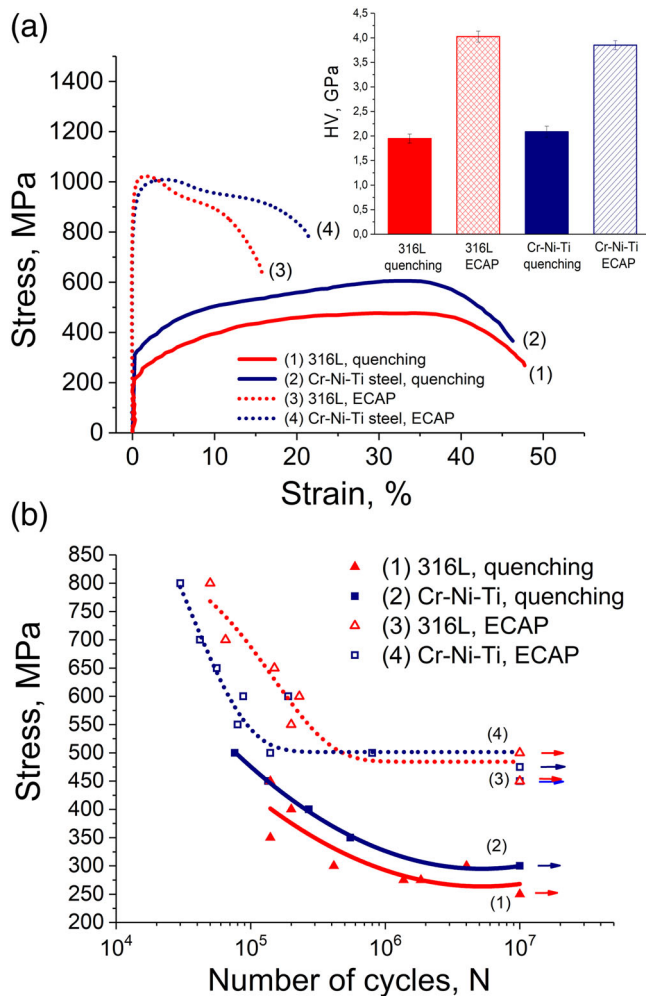 (a)
1400
1200
1000
800
600
400
200
0
Stress, MPa
0 10 20 30 40 50
Strain, %
(4)
(3)
(2)
(1)
(1) 316L, quenching
(2) Cr-Ni-Ti steel, quenching
(3) 316L, ECAP
(4) Cr-Ni-Ti steel, ECAP
HV, GPa
4,5
4,0
3,5
3,0
2,5
2,0
1,5
1,0
0,5
0,0
316L
quenching
316L
ECAP
Cr-Ni-Ti
quenching
Cr-Ni-Ti
ECAP
(b)
850
800
750
700
650
600
550
500
450
400
350
300
250
200
Stress, MPa
(1) 316L, quenching
(2) Cr-Ni-Ti, quenching
(3) 316L, ECAP
(4) Cr-Ni-Ti, ECAP
(4)
(3)
(2)
(1)
10⁴ 10⁵ 10⁶ 10⁷
Number of cycles, N